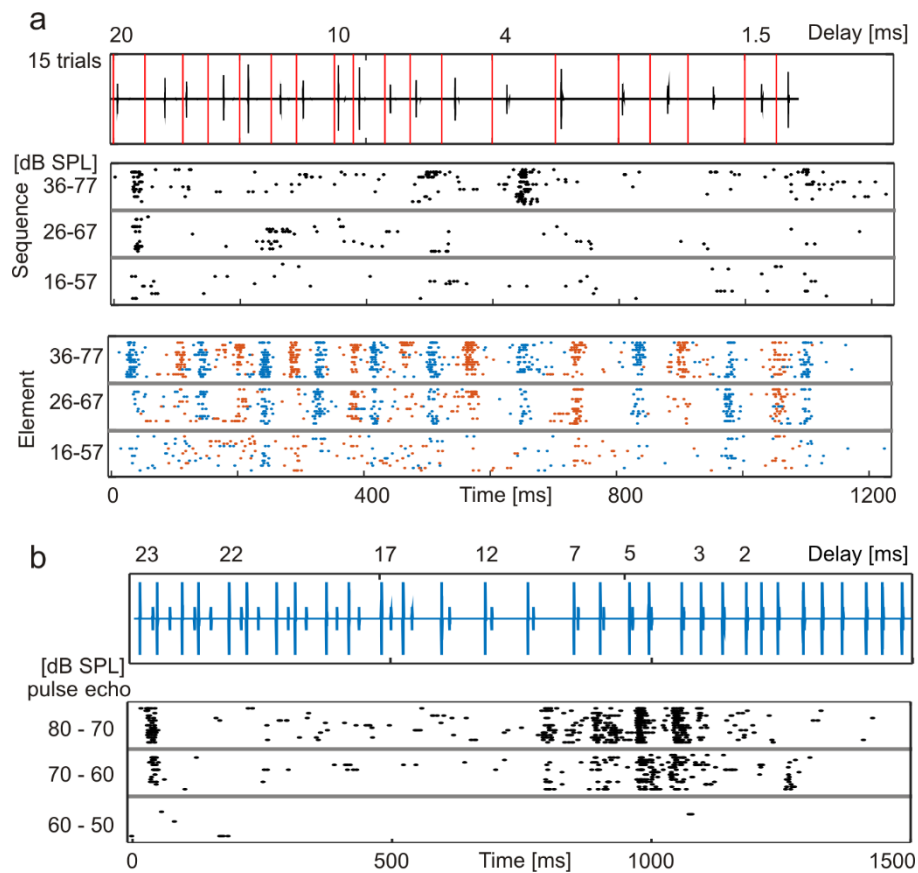 a
20 10 4 1.5 Delay [ms]
15 trials
[dB SPL]
Sequence
36-77
26-67
16-57
Element
36-77
26-67
16-57
0 400 800 1200
Time [ms]
b
23 22 17 12 7 5 3 2 Delay [ms]
[dB SPL]
pulse echo
80 - 70
70 - 60
60 - 50
0 500 1000 1500
Time [ms]